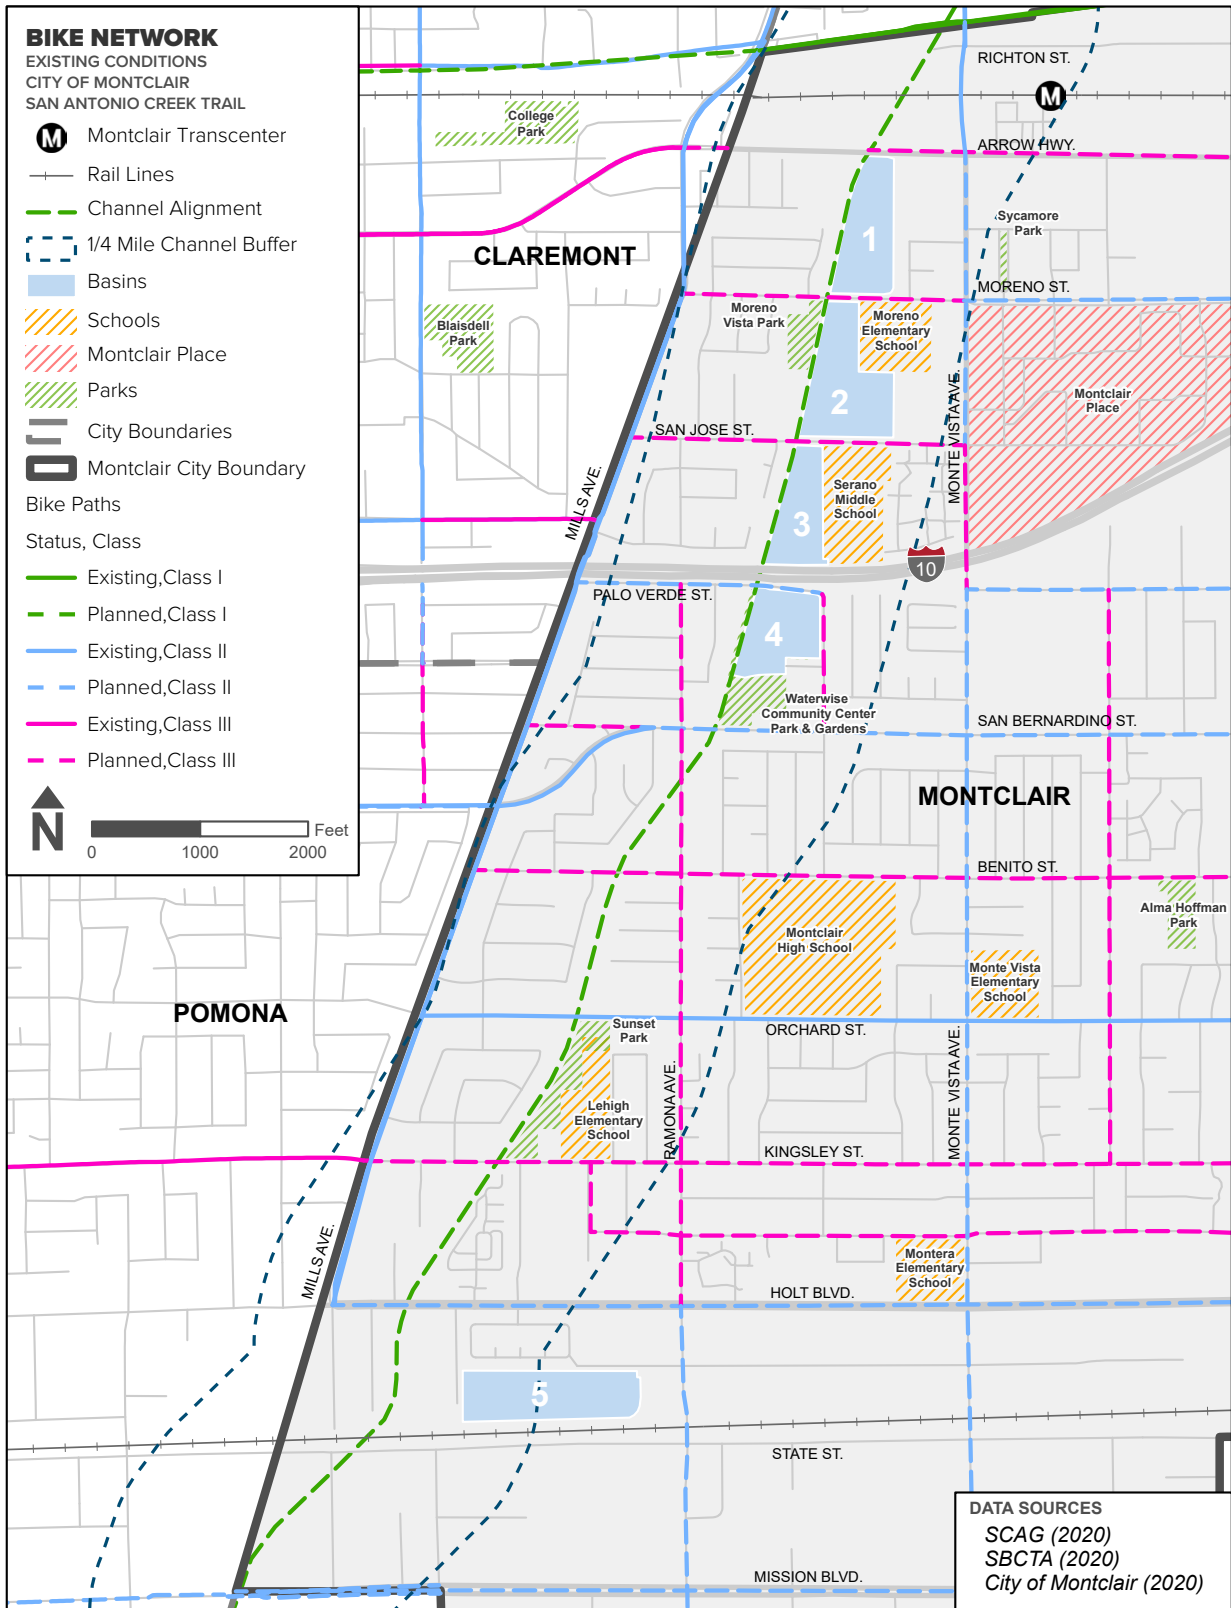 BIKE NETWORK
EXISTING CONDITIONS
CITY OF MONTCLAIR
SAN ANTONIO CREEK TRAIL
M Montclair Transcenter
Rail Lines
Channel Alignment
1/4 Mile Channel Buffer
Basins
Schools
Montclair Place
Parks
City Boundaries
Montclair City Boundary
Bike Paths
Status, Class
Existing,Class I
Planned,Class I
Existing,Class II
Planned,Class II
Existing,Class III
Planned,Class III
N
Feet
0 1000 2000
RICHTON ST.
M
College
Park
ARROW HWY.
Sycamore
Park
1
CLAREMONT
MORENO ST.
Moreno
Vista Park
Moreno
Elementary
School
Blaisdell
Park
2
MONTE VISTA AVE.
Montclair
Place
SAN JOSE ST.
MILLS AVE.
Serano
Middle
School
3
10
PALO VERDE ST.
4
Waterwise
Community Center
Park & Gardens
SAN BERNARDINO ST.
MONTCLAIR
BENITO ST.
Alma Hoffman
Park
Montclair
High School
Monte Vista
Elementary
School
POMONA
Sunset
Park
ORCHARD ST.
RAMONA AVE.
MONTE VISTA AVE.
Lehigh
Elementary
School
KINGSLEY ST.
MILLS AVE.
Montera
Elementary
School
HOLT BLVD.
5
STATE ST.
DATA SOURCES
SCAG (2020)
SBCTA (2020)
City of Montclair (2020)
MISSION BLVD.